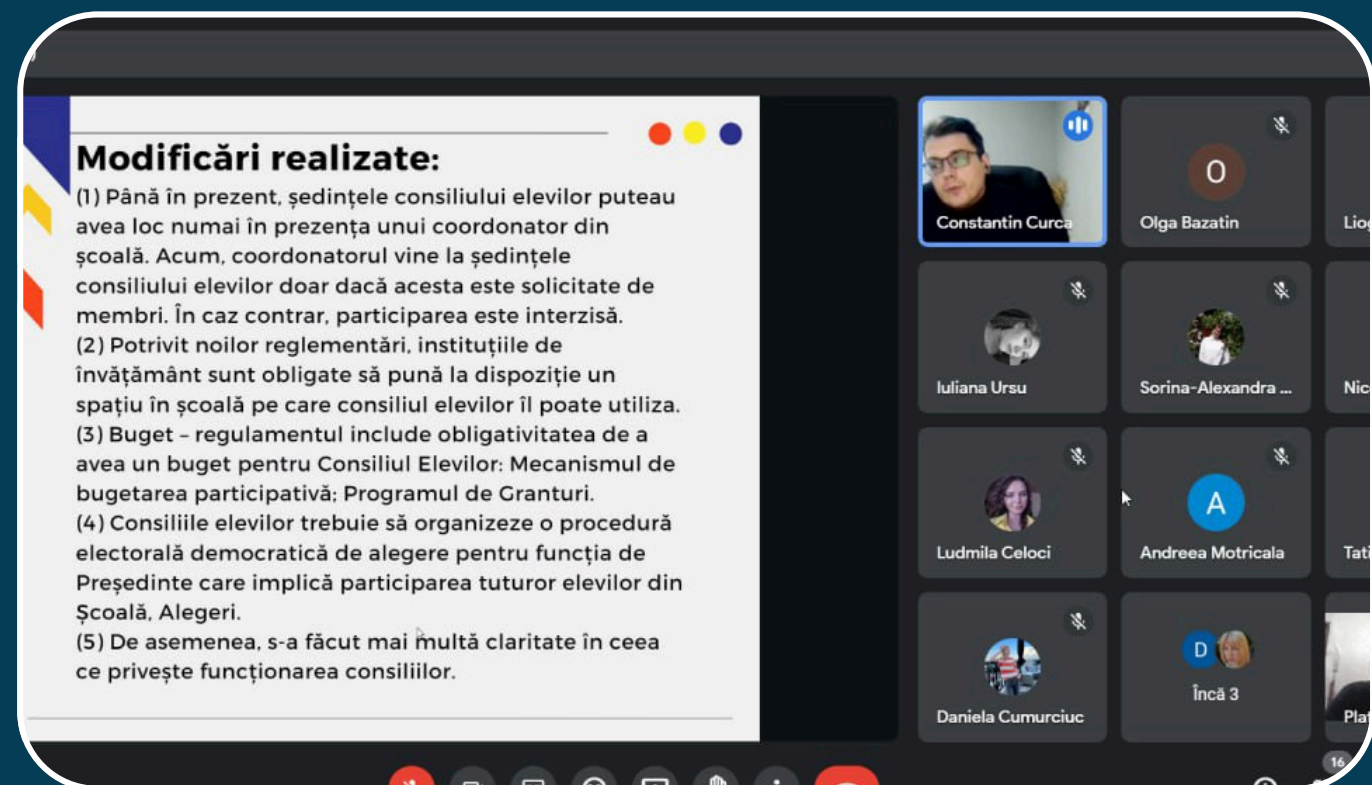 Modificări realizate:
(1) Până în prezent, ședințele consiliului elevilor puteau
avea loc numai în prezența unui coordonator din
școală. Acum, coordonatorul vine la ședințele
consiliului elevilor doar dacă acesta este solicitate de
membri. În caz contrar, participarea este interzisă.
(2) Potrivit noilor reglementări, instituțiile de
învățământ sunt obligate să pună la dispoziție un
spațiu în școală pe care consiliul elevilor îl poate utiliza.
(3) Buget – regulamentul include obligativitatea de a
avea un buget pentru Consiliul Elevilor: Mecanismul de
bugetarea participativă; Programul de Granturi.
(4) Consiliile elevilor trebuie să organizeze o procedură
electorală democratică de alegere pentru funcția de
Președinte care implică participarea tuturor elevilor din
Școală, Alegeri.
(5) De asemenea, s-a făcut mai multă claritate în ceea
ce privește funcționarea consiliilor.
Constantin Curca
O
Olga Bazatin
Lio
Iuliana Ursu
Sorina-Alexandra ...
Nic
Ludmila Celoci
A
Andreea Motricala
Tati
Daniela Cumurciuc
D
Încă 3
Pla
16